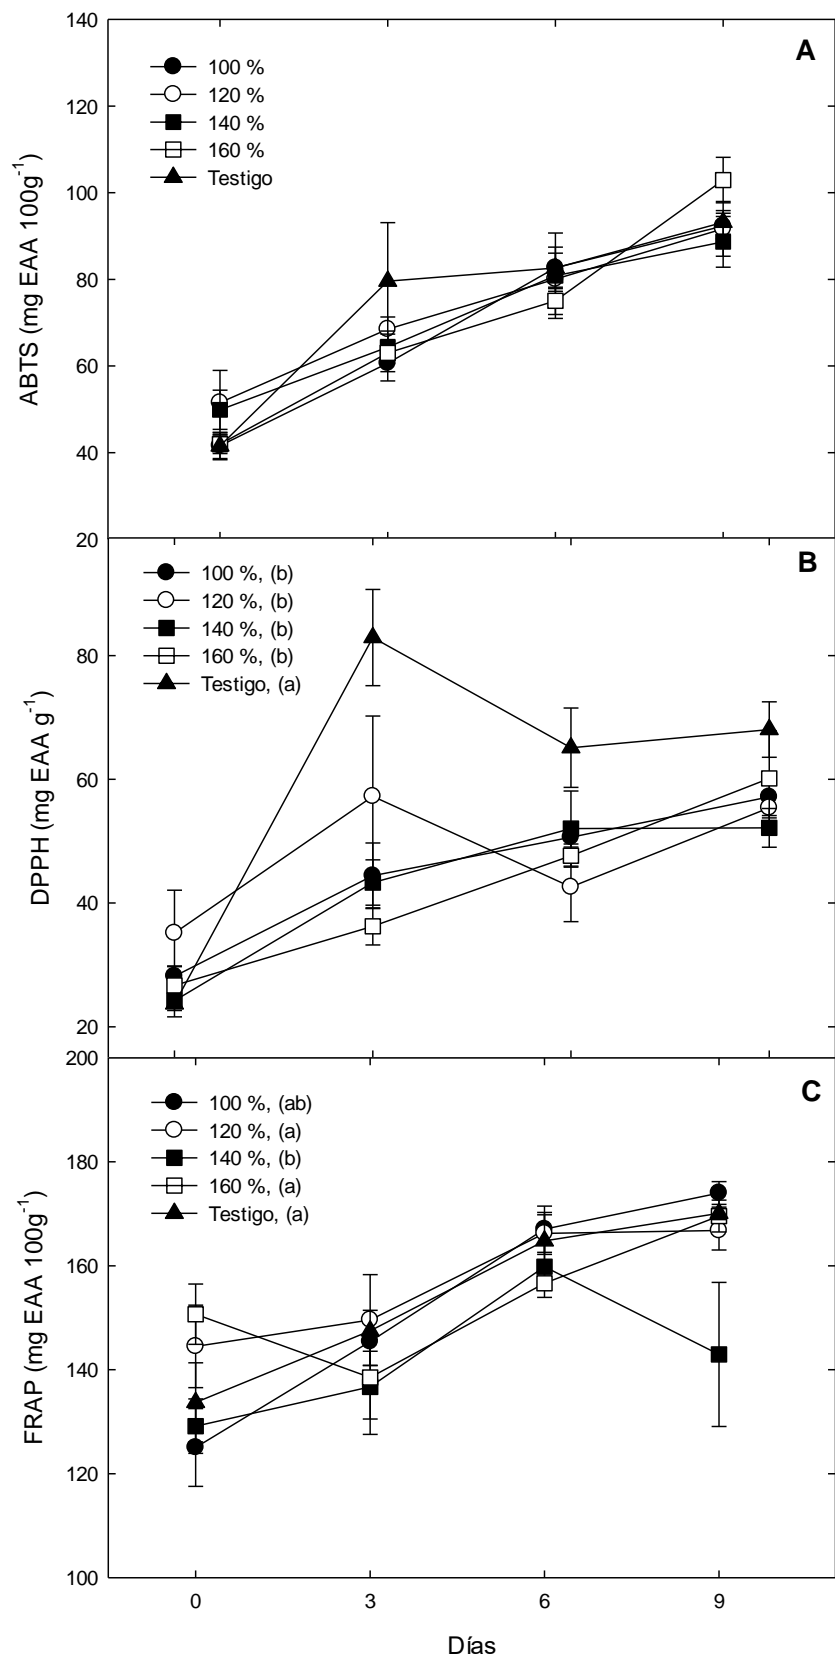 A
ABTS (mg EAA 100g-1)
140
120
100
80
60
40
20
100 %
120 %
140 %
160 %
Testigo
B
DPPH (mg EAA g-1)
80
60
40
20
100 %, (b)
120 %, (b)
140 %, (b)
160 %, (b)
Testigo, (a)
C
FRAP (mg EAA 100g-1)
200
180
160
140
120
100
100 %, (ab)
120 %, (a)
140 %, (b)
160 %, (a)
Testigo, (a)
0 3 6 9
Días